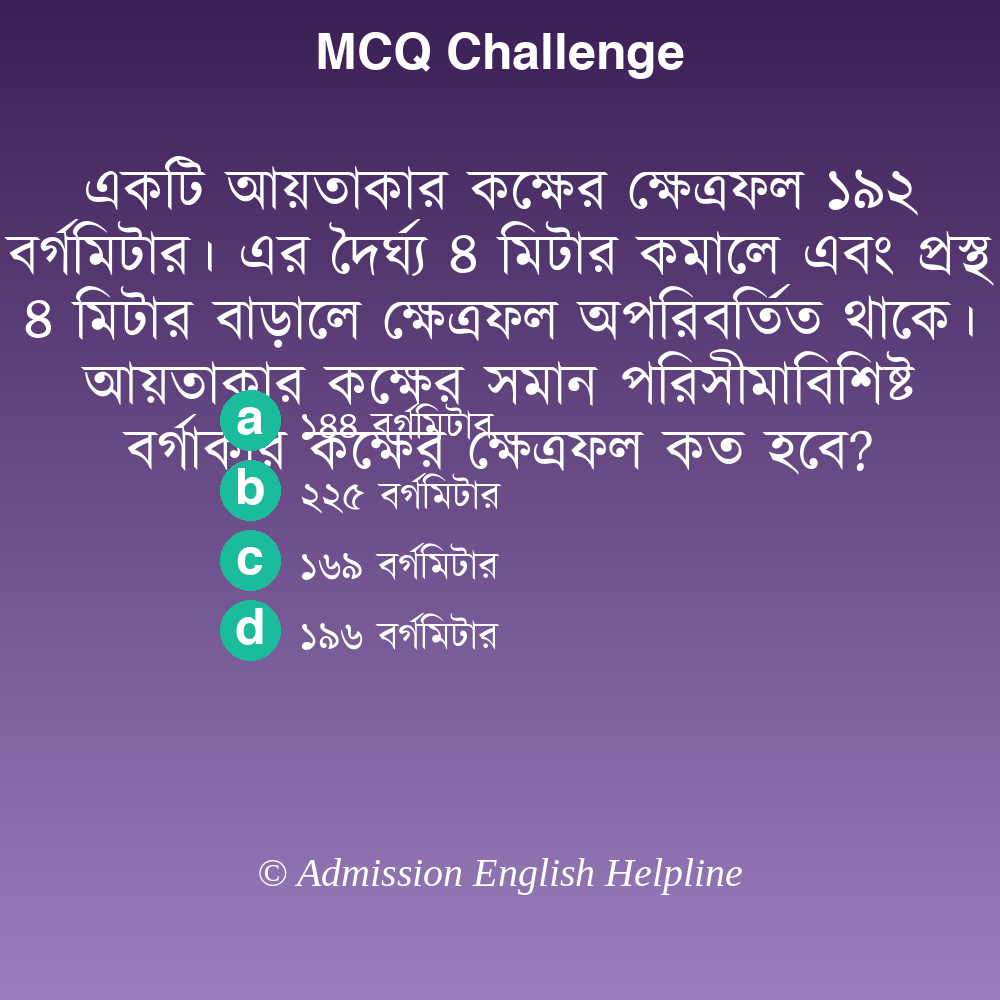 MCQ Challenge
একটি আয়তাকার কক্ষের ক্ষেত্রফল ১৯২
বর্গমিটার। এর দৈর্ঘ্য ৪ মিটার কমালে এবং প্রস্থ
৪ মিটার বাড়ালে ক্ষেত্রফল অপরিবর্তিত থাকে।
আয়তাকার কক্ষের সমান পরিসীমাবিশিষ্ট
বর্গাকার কক্ষের ক্ষেত্রফল কত হবে?
a ১৪৪ বর্গমিটার
b ২২৫ বর্গমিটার
c ১৬৯ বর্গমিটার
d ১৯৬ বর্গমিটার
© Admission English Helpline